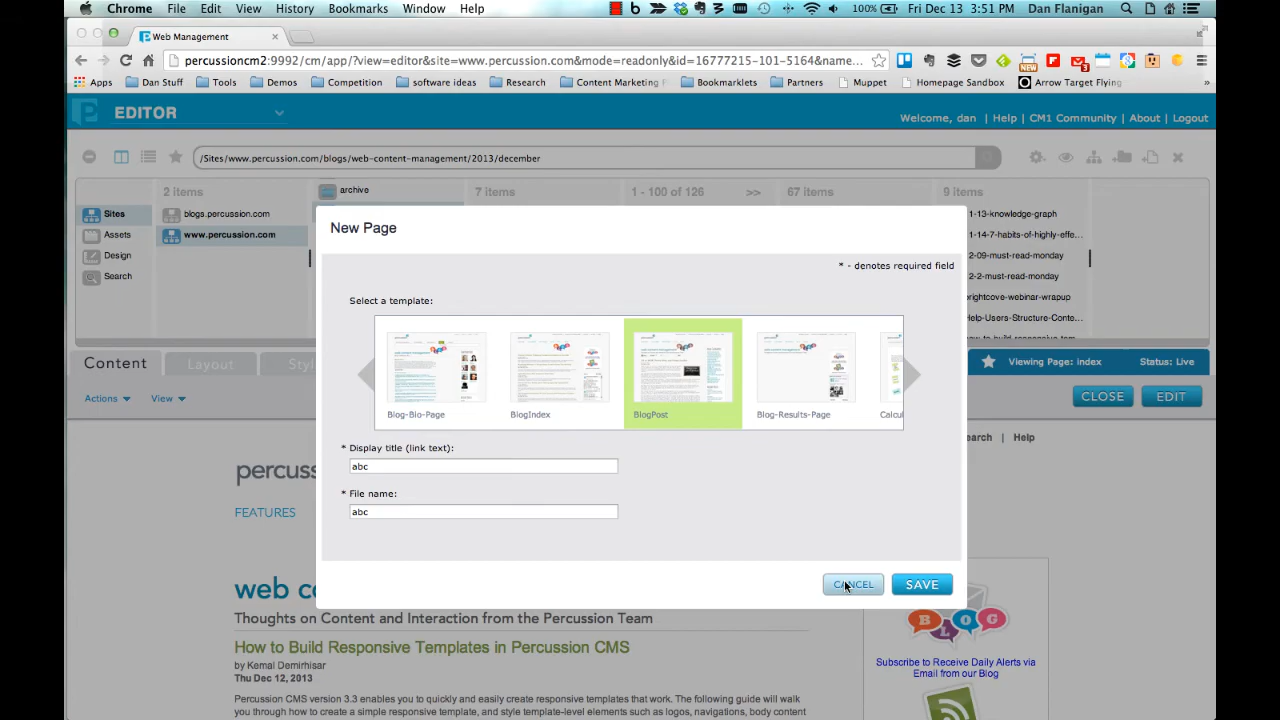 Chrome File Edit View History Bookmarks Window Help 100% Fri Dec 13 3:51 PM Dan Flanigan
Web Management
percussioncm2:9992/cm/app/?view=editor&site=www.percussion.com&mode=readonly&id=16777215-101-5164&name...
Apps Dan Stuff Tools Demos Competition software ideas Research Content Marketing Bookmarklets Partners Muppet Homepage Sandbox Arrow Target Flying »
EDITOR
Welcome, dan | Help | CM1 Community | About | Logout
/Sites/www.percussion.com/blogs/web-content-management/2013/december
2 items archive 7 items 1 - 100 of 126 >> 67 items 9 items
Sites blogs.percussion.com 1-13-knowledge-graph
Assets www.percussion.com 1-14-7-habits-of-highly-effe...
Design 2-09-must-read-monday
Search 2-2-must-read-monday
brightcove-webinar-wrapup
Help-Users-Structure-Conte...
New Page
* - denotes required field
Select a template:
Blog-Bio-Page BlogIndex BlogPost Blog-Results-Page Calcul
* Display title (link text):
abc
* File name:
abc
CANCEL SAVE
Content Layout Styl
Viewing Page: index Status: Live
Actions View CLOSE EDIT
earch | Help
percus
FEATURES
web co
Thoughts on Content and Interaction from the Percussion Team
How to Build Responsive Templates in Percussion CMS
by Kemal Demirhisar
Thu Dec 12, 2013
Percussion CMS version 3.3 enables you to quickly and easily create responsive templates that work. The following guide will walk
you through how to create a simple responsive template, and style template-level elements such as logos, navigations, body content
BLOG
Subscribe to Receive Daily Alerts via
Email from our Blog